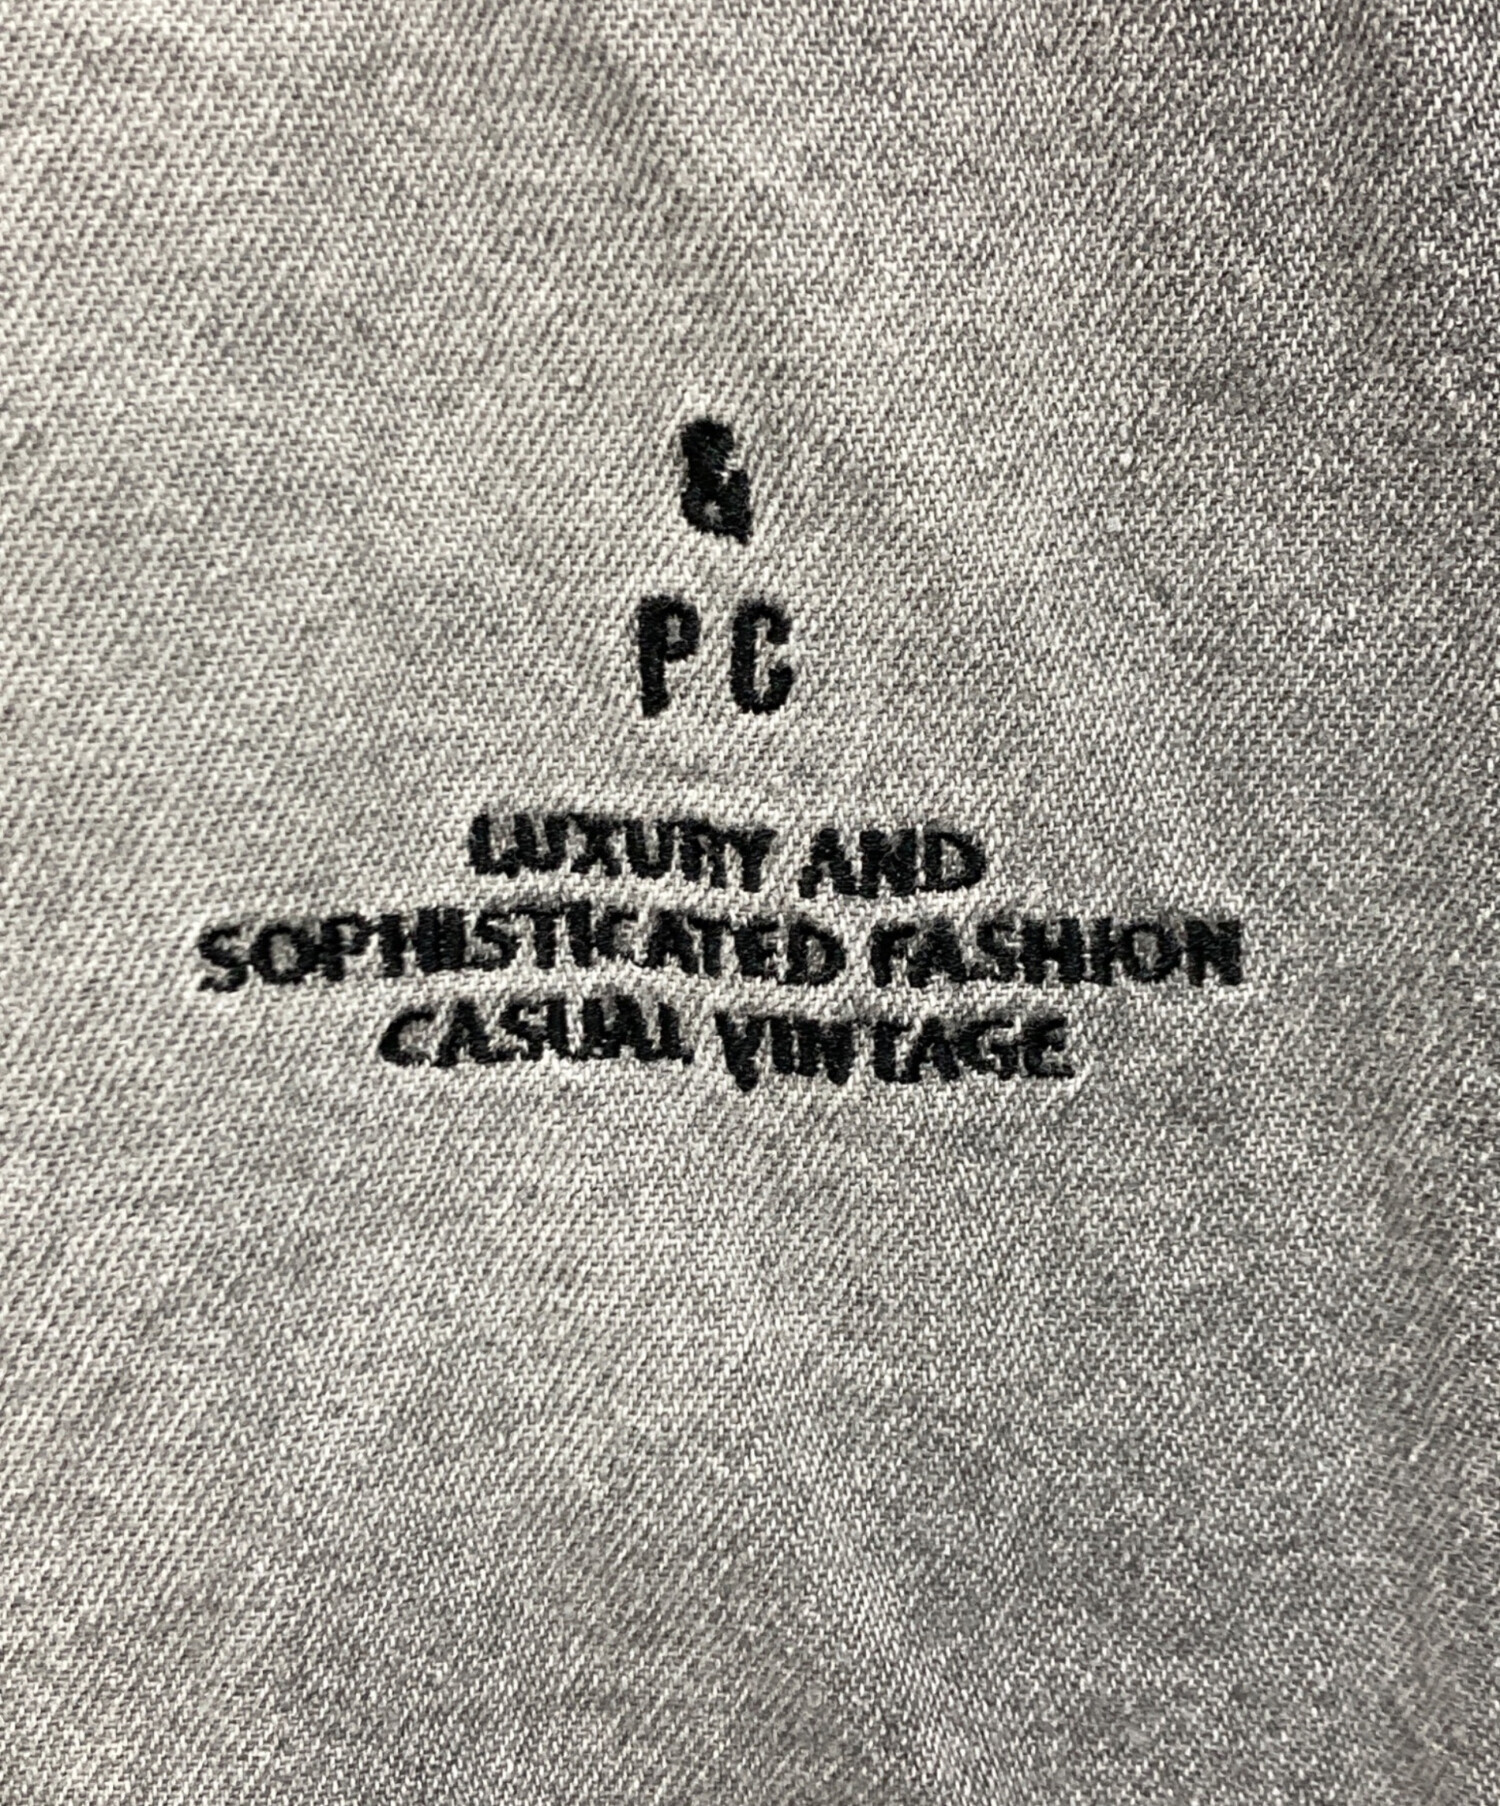 &
PC
LUXURY AND
SOPHISTICATED FASHION
CASUAL VINTAGE